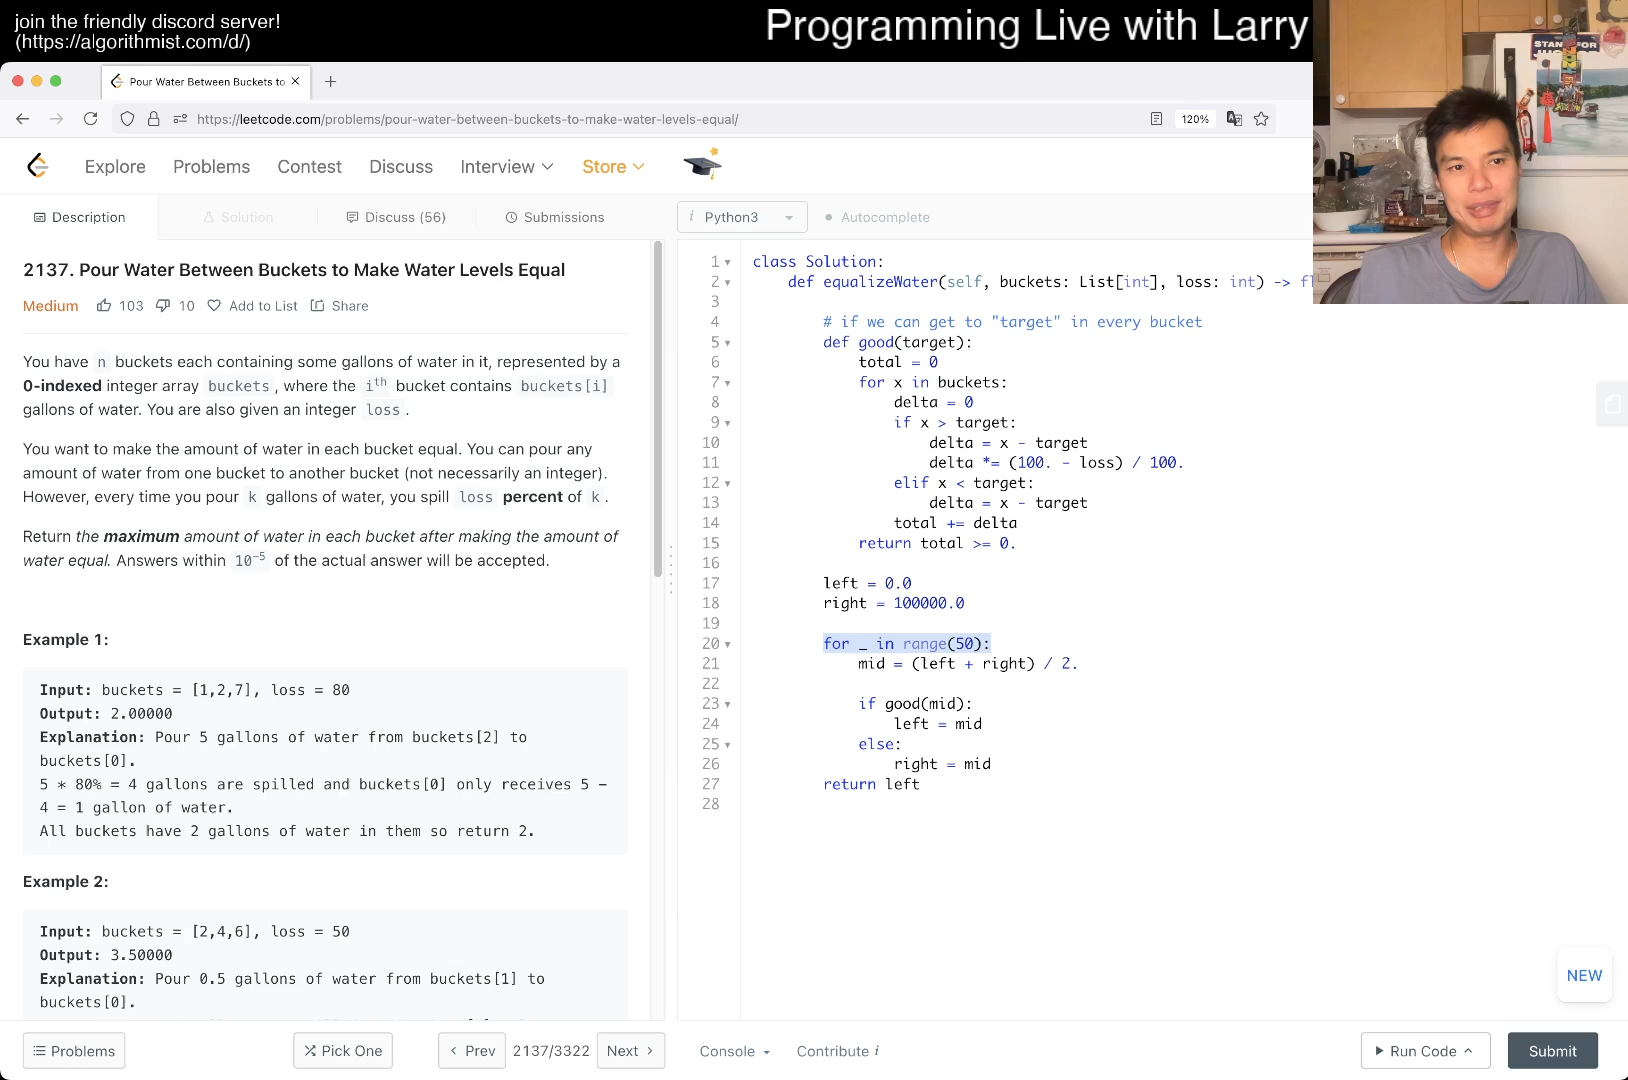 join the friendly discord server!
(https://algorithmist.com/d/)
Programming Live with Larry
Pour Water Between Buckets to
https://leetcode.com/problems/pour-water-between-buckets-to-make-water-levels-equal/
120%
Explore Problems Contest Discuss Interview Store
Description Solution Discuss (56) Submissions
i Python3 Autocomplete
2137. Pour Water Between Buckets to Make Water Levels Equal
Medium 103 10 Add to List Share
You have n buckets each containing some gallons of water in it, represented by a
0-indexed integer array buckets, where the ith bucket contains buckets[i]
gallons of water. You are also given an integer loss.
You want to make the amount of water in each bucket equal. You can pour any
amount of water from one bucket to another bucket (not necessarily an integer).
However, every time you pour k gallons of water, you spill loss percent of k.
Return the maximum amount of water in each bucket after making the amount of
water equal. Answers within 10^-5 of the actual answer will be accepted.
Example 1:
Input: buckets = [1,2,7], loss = 80
Output: 2.00000
Explanation: Pour 5 gallons of water from buckets[2] to
buckets[0].
5 * 80% = 4 gallons are spilled and buckets[0] only receives 5 -
4 = 1 gallon of water.
All buckets have 2 gallons of water in them so return 2.
Example 2:
Input: buckets = [2,4,6], loss = 50
Output: 3.50000
Explanation: Pour 0.5 gallons of water from buckets[1] to
buckets[0].
1 class Solution:
2 def equalizeWater(self, buckets: List[int], loss: int) -> fl
3
4 # if we can get to "target" in every bucket
5 def good(target):
6 total = 0
7 for x in buckets:
8 delta = 0
9 if x > target:
10 delta = x - target
11 delta *= (100. - loss) / 100.
12 elif x < target:
13 delta = x - target
14 total += delta
15 return total >= 0.
16
17 left = 0.0
18 right = 100000.0
19
20 for _ in range(50):
21 mid = (left + right) / 2.
22
23 if good(mid):
24 left = mid
25 else:
26 right = mid
27 return left
28
NEW
Problems Pick One Prev 2137/3322 Next Console Contribute i Run Code Submit